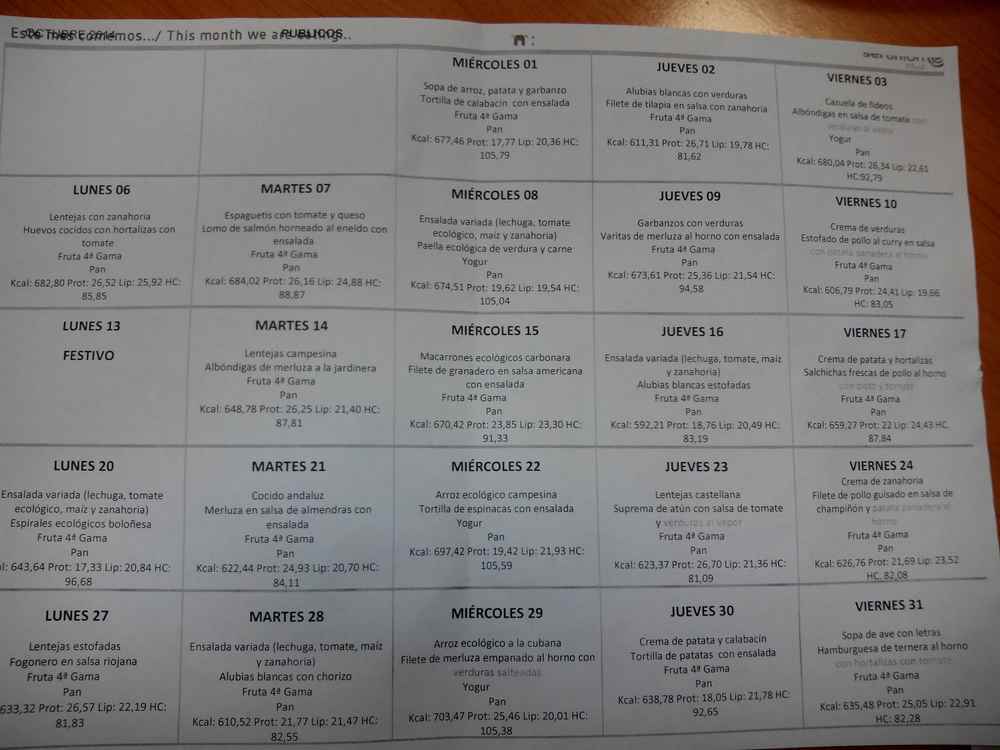 Este mes comemos.../ This month we are eating..
OCTUBRE 2014
PUBLICOS
MIÉRCOLES 01
Sopa de arroz, patata y garbanzo
Tortilla de calabacín con ensalada
Fruta 4ª Gama
Pan
Kcal: 677,46 Prot: 17,77 Lip: 20,36 HC:
105,79
JUEVES 02
Alubias blancas con verduras
Filete de tilapia en salsa con zanahoria
Fruta 4ª Gama
Pan
Kcal: 611,31 Prot: 26,71 Lip: 19,78 HC:
81,62
VIERNES 03
Cazuela de fideos
Albóndigas en salsa de tomate con
verduras al vapor
Yogur
Pan
Kcal: 680,04 Prot: 26,34 Lip: 22,61
HC:92,79
LUNES 06
Lentejas con zanahoria
Huevos cocidos con hortalizas con
tomate
Fruta 4ª Gama
Pan
Kcal: 682,80 Prot: 26,52 Lip: 25,92 HC:
85,85
MARTES 07
Espaguetis con tomate y queso
Lomo de salmón horneado al eneldo con
ensalada
Fruta 4ª Gama
Pan
Kcal: 684,02 Prot: 26,16 Lip: 24,88 HC:
88,87
MIÉRCOLES 08
Ensalada variada (lechuga, tomate
ecológico, maíz y zanahoria)
Paella ecológica de verdura y carne
Yogur
Pan
Kcal: 674,51 Prot: 19,62 Lip: 19,54 HC:
105,04
JUEVES 09
Garbanzos con verduras
Varitas de merluza al horno con ensalada
Fruta 4ª Gama
Pan
Kcal: 673,61 Prot: 25,36 Lip: 21,54 HC:
94,58
VIERNES 10
Crema de verduras
Estofado de pollo al curry en salsa
con patata panadera al horno
Fruta 4ª Gama
Pan
Kcal: 606,79 Prot: 24,41 Lip: 19,66
HC: 83,05
LUNES 13
FESTIVO
MARTES 14
Lentejas campesina
Albóndigas de merluza a la jardinera
Fruta 4ª Gama
Pan
Kcal: 648,78 Prot: 26,25 Lip: 21,40 HC:
87,81
MIÉRCOLES 15
Macarrones ecológicos carbonara
Filete de granadero en salsa americana
con ensalada
Fruta 4ª Gama
Pan
Kcal: 670,42 Prot: 23,85 Lip: 23,30 HC:
91,33
JUEVES 16
Ensalada variada (lechuga, tomate, maíz
y zanahoria)
Alubias blancas estofadas
Fruta 4ª Gama
Pan
Kcal: 592,21 Prot: 18,76 Lip: 20,49 HC:
83,19
VIERNES 17
Crema de patata y hortalizas
Salchichas frescas de pollo al horno
con y tomate
Fruta 4ª Gama
Pan
Kcal: 659,27 Prot: 22 Lip: 24,43 HC:
87,84
LUNES 20
Ensalada variada (lechuga, tomate
ecológico, maíz y zanahoria)
Espirales ecológicos boloñesa
Fruta 4ª Gama
Pan
al: 643,64 Prot: 17,33 Lip: 20,84 HC:
96,68
MARTES 21
Cocido andaluz
Merluza en salsa de almendras con
ensalada
Fruta 4ª Gama
Pan
Kcal: 622,44 Prot: 24,93 Lip: 20,70 HC:
84,11
MIÉRCOLES 22
Arroz ecológico campesina
Tortilla de espinacas con ensalada
Yogur
Pan
Kcal: 697,42 Prot: 19,42 Lip: 21,93 HC:
105,59
JUEVES 23
Lentejas castellana
Suprema de atún con salsa de tomate
y verduras al vapor
Fruta 4ª Gama
Pan
Kcal: 623,37 Prot: 26,70 Lip: 21,36 HC:
81,09
VIERNES 24
Crema de zanahoria
Filete de pollo guisado en salsa de
champiñón y patata panadera al
horno
Fruta 4ª Gama
Pan
Kcal: 626,76 Prot: 21,69 Lip: 23,52
HC: 82,08
LUNES 27
Lentejas estofadas
Fogonero en salsa riojana
Fruta 4ª Gama
Pan
633,32 Prot: 26,57 Lip: 22,19 HC:
81,83
MARTES 28
Ensalada variada (lechuga, tomate, maíz
y zanahoria)
Alubias blancas con chorizo
Fruta 4ª Gama
Pan
Kcal: 610,52 Prot: 21,77 Lip: 21,47 HC:
82,55
MIÉRCOLES 29
Arroz ecológico a la cubana
Filete de merluza empanado al horno con
verduras salteadas
Yogur
Pan
Kcal: 703,47 Prot: 25,46 Lip: 20,01 HC:
105,38
JUEVES 30
Crema de patata y calabacín
Tortilla de patatas con ensalada
Fruta 4ª Gama
Pan
Kcal: 638,78 Prot: 18,05 Lip: 21,78 HC:
92,65
VIERNES 31
Sopa de ave con letras
Hamburguesa de ternera al horno
con hortalizas con tomate
Fruta 4ª Gama
Pan
Kcal: 635,48 Prot: 25,05 Lip: 22,91
HC: 82,28